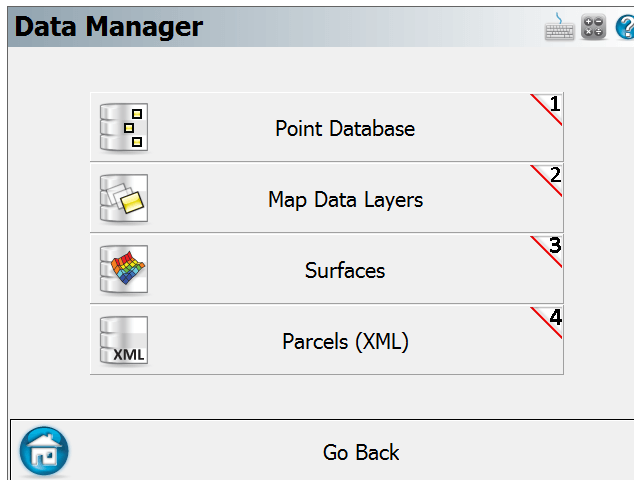 Data Manager
Point Database
1
Map Data Layers
2
Surfaces
3
XML
Parcels (XML)
4
Go Back